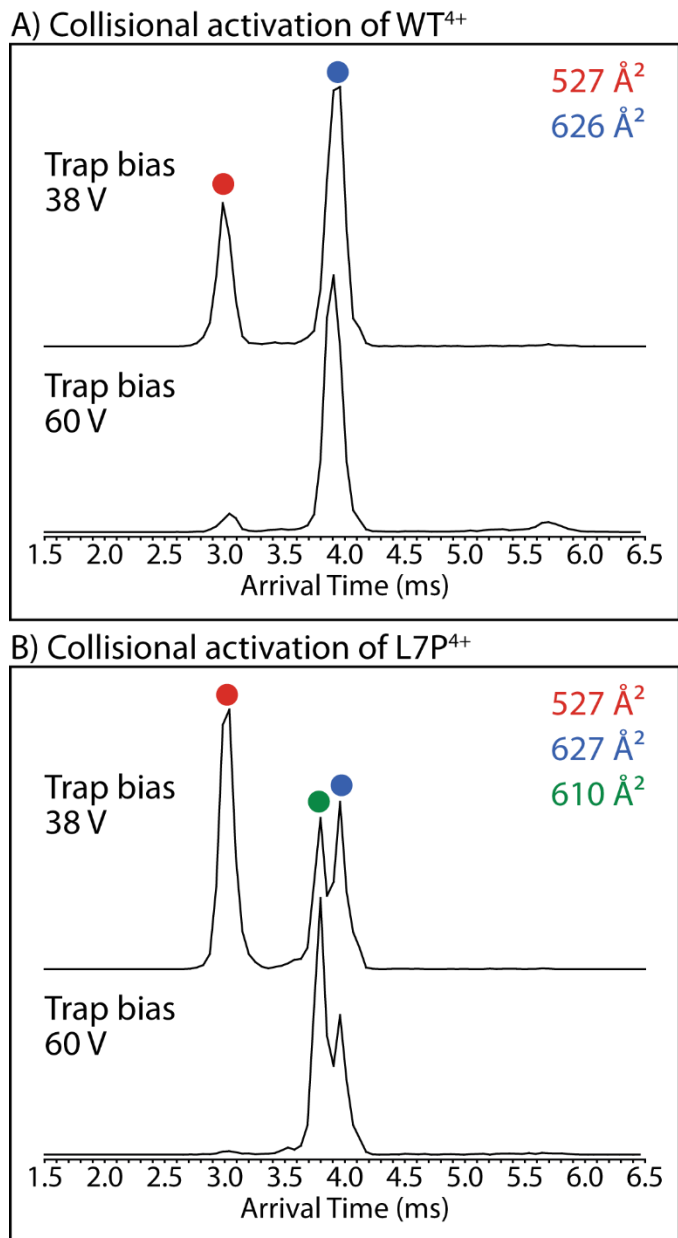 A) Collisional activation of WT⁴⁺
527 Å²
626 Å²
Trap bias
38 V
Trap bias
60 V
1.5 2.0 2.5 3.0 3.5 4.0 4.5 5.0 5.5 6.0 6.5
Arrival Time (ms)
B) Collisional activation of L7P⁴⁺
527 Å²
627 Å²
610 Å²
Trap bias
38 V
Trap bias
60 V
1.5 2.0 2.5 3.0 3.5 4.0 4.5 5.0 5.5 6.0 6.5
Arrival Time (ms)